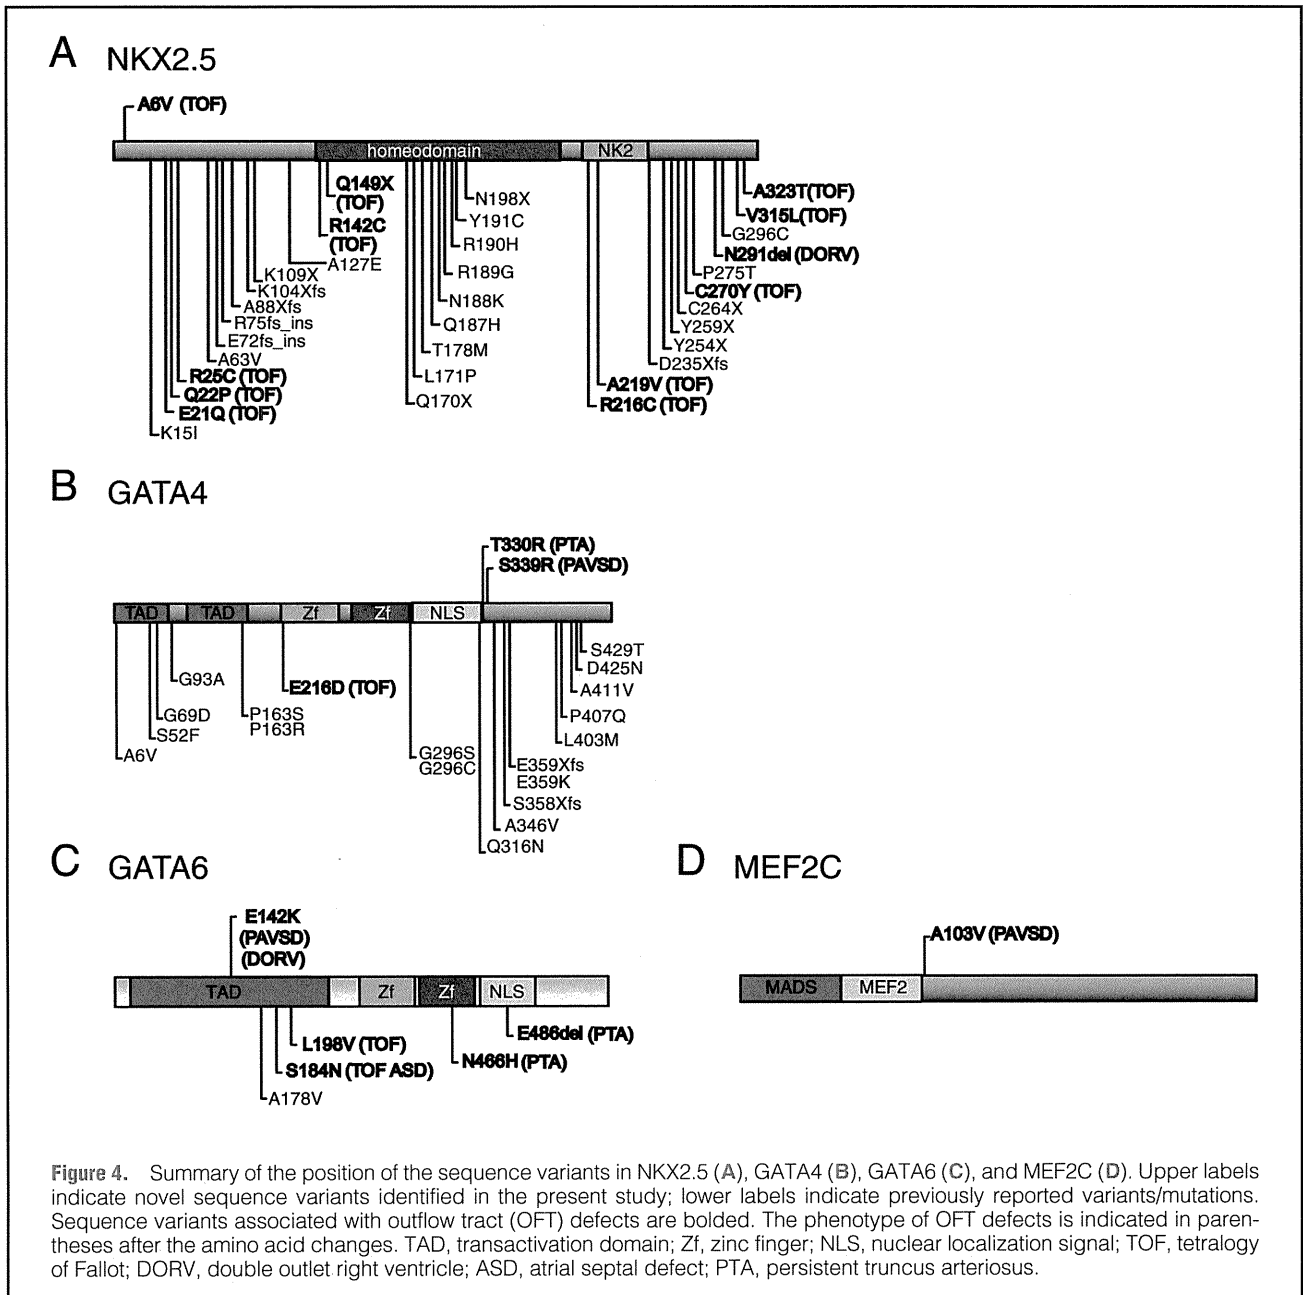 A NKX2.5
A6V (TOF)
homeodomain
NK2
Q149X
(TOF)
R142C
(TOF)
A127E
K109X
K104Xfs
A88Xfs
R75fs_ins
E72fs_ins
A63V
R25C (TOF)
Q22P (TOF)
E21Q (TOF)
K15I
N198X
Y191C
R190H
R189G
N188K
Q187H
T178M
L171P
Q170X
A323T(TOF)
V315L(TOF)
G296C
N291del (DORV)
P275T
C270Y (TOF)
C264X
Y259X
Y254X
D235Xfs
A219V (TOF)
R216C (TOF)
B GATA4
T330R (PTA)
S339R (PAVSD)
TAD TAD Zf Zf NLS
G93A
G69D
S52F
A6V
P163S
P163R
E216D (TOF)
G296S
G296C
S429T
D425N
A411V
P407Q
L403M
E359Xfs
E359K
S358Xfs
A346V
Q316N
C GATA6
E142K
(PAVSD)
(DORV)
TAD Zf Zf NLS
L198V (TOF)
S184N (TOF ASD)
A178V
E486del (PTA)
N466H (PTA)
D MEF2C
A103V (PAVSD)
MADS MEF2
Figure 4. Summary of the position of the sequence variants in NKX2.5 (A), GATA4 (B), GATA6 (C), and MEF2C (D). Upper labels
indicate novel sequence variants identified in the present study; lower labels indicate previously reported variants/mutations.
Sequence variants associated with outflow tract (OFT) defects are bolded. The phenotype of OFT defects is indicated in paren-
theses after the amino acid changes. TAD, transactivation domain; Zf, zinc finger; NLS, nuclear localization signal; TOF, tetralogy
of Fallot; DORV, double outlet right ventricle; ASD, atrial septal defect; PTA, persistent truncus arteriosus.